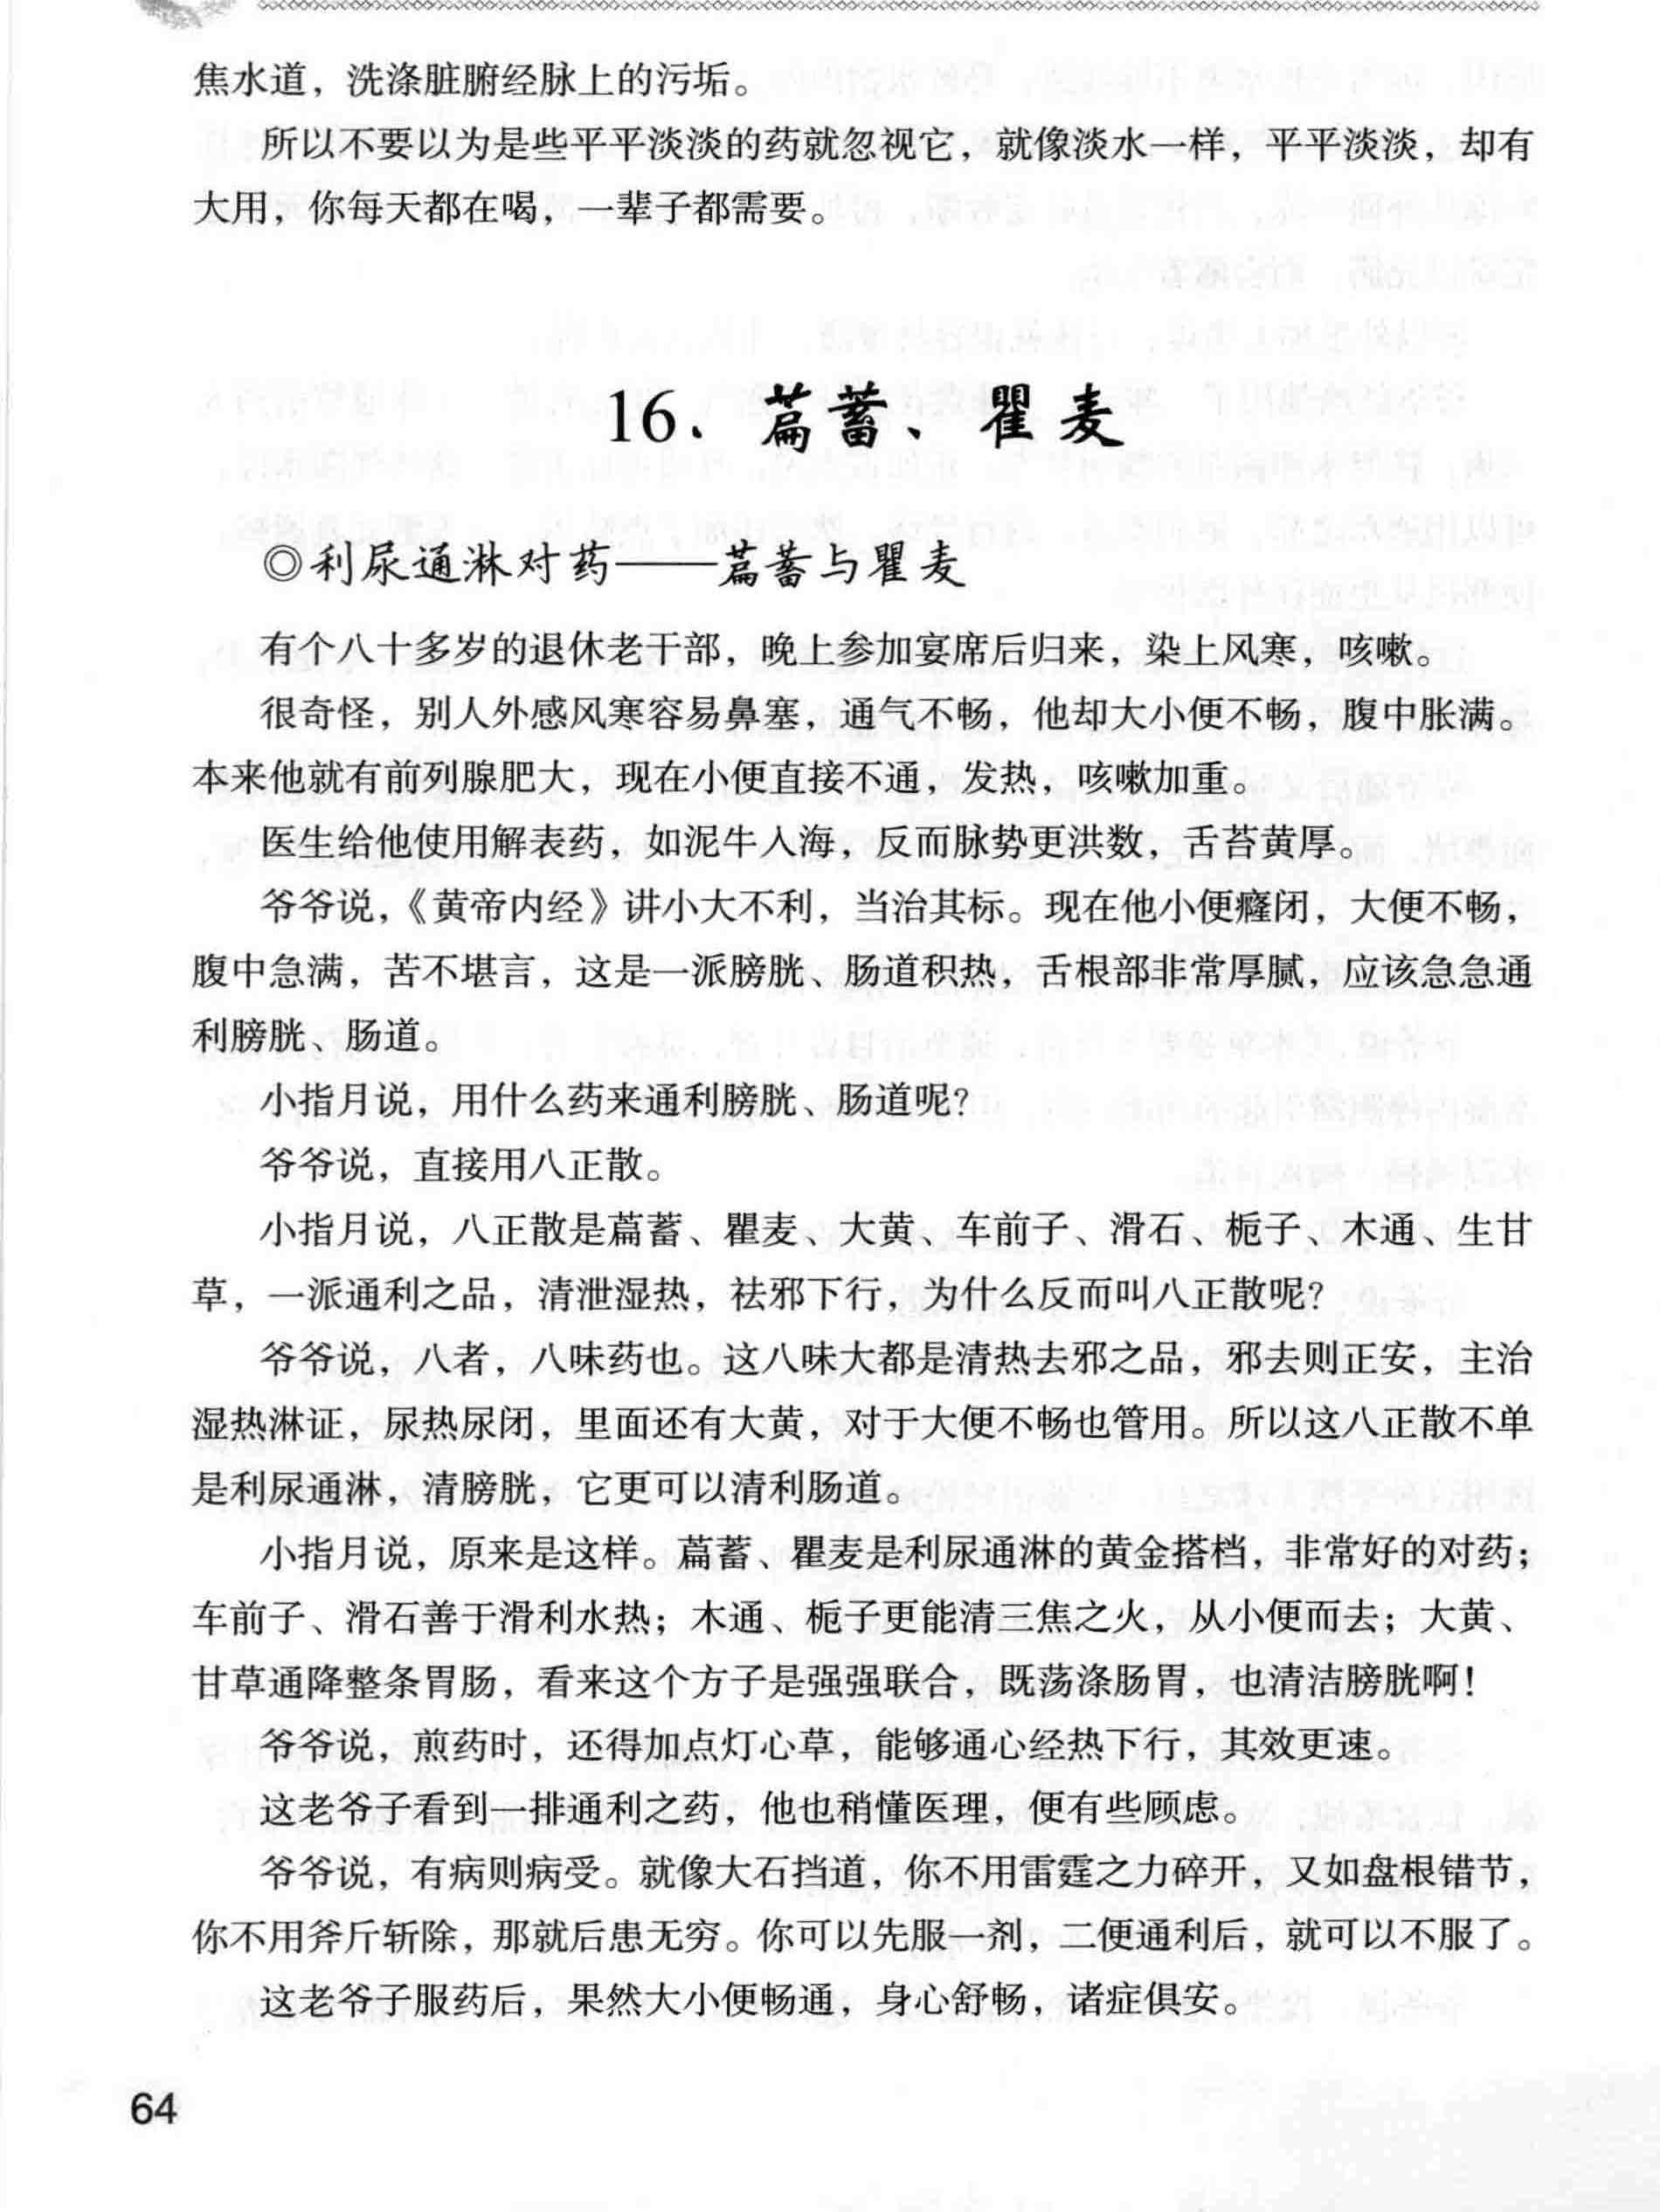 焦水道，洗涤脏腑经脉上的污垢。
所以不要以为是些平平淡淡的药就忽视它，就像淡水一样，平平淡淡，却有
大用，你每天都在喝，一辈子都需要。
16、萹蓄、瞿麦
◎利尿通淋对药——萹蓄与瞿麦
有个八十多岁的退休老干部，晚上参加宴席后归来，染上风寒，咳嗽。
很奇怪，别人外感风寒容易鼻塞，通气不畅，他却大小便不畅，腹中胀满。
本来他就有前列腺肥大，现在小便直接不通，发热，咳嗽加重。
医生给他使用解表药，如泥牛入海，反而脉势更洪数，舌苔黄厚。
爷爷说，《黄帝内经》讲小大不利，当治其标。现在他小便癃闭，大便不畅，
腹中急满，苦不堪言，这是一派膀胱、肠道积热，舌根部非常厚腻，应该急急通
利膀胱、肠道。
小指月说，用什么药来通利膀胱、肠道呢?
爷爷说，直接用八正散。
小指月说，八正散是萹蓄、瞿麦、大黄、车前子、滑石、栀子、木通、生甘
草，一派通利之品，清泄湿热，祛邪下行，为什么反而叫八正散呢?
爷爷说，八者，八味药也。这八味大都是清热去邪之品，邪去则正安，主治
湿热淋证，尿热尿闭，里面还有大黄，对于大便不畅也管用。所以这八正散不单
是利尿通淋，清膀胱，它更可以清利肠道。
小指月说，原来是这样。萹蓄、瞿麦是利尿通淋的黄金搭档，非常好的对药；
车前子、滑石善于滑利水热；木通、栀子更能清三焦之火，从小便而去；大黄、
甘草通降整条胃肠，看来这个方子是强强联合，既荡涤肠胃，也清洁膀胱啊！
爷爷说，煎药时，还得加点灯心草，能够通心经热下行，其效更速。
这老爷子看到一排通利之药，他也稍懂医理，便有些顾虑。
爷爷说，有病则病受。就像大石挡道，你不用雷霆之力碎开，又如盘根错节，
你不用斧斤斩除，那就后患无穷。你可以先服一剂，二便通利后，就可以不服了。
这老爷子服药后，果然大小便畅通，身心舒畅，诸症俱安。
64